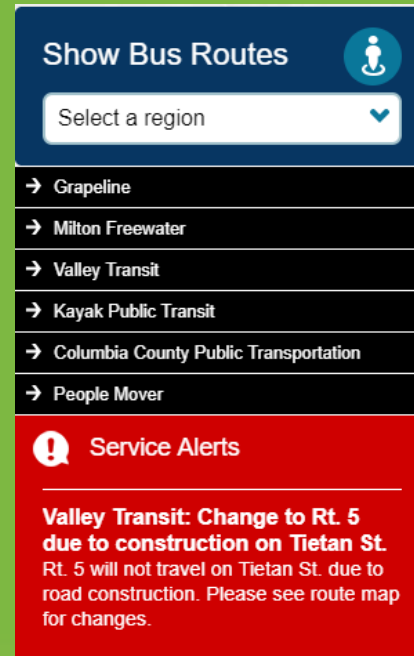 Show Bus Routes
Select a region
Grapeline
Milton Freewater
Valley Transit
Kayak Public Transit
Columbia County Public Transportation
People Mover
Service Alerts
Valley Transit: Change to Rt. 5
due to construction on Tietan St.
Rt. 5 will not travel on Tietan St. due to
road construction. Please see route map
for changes.